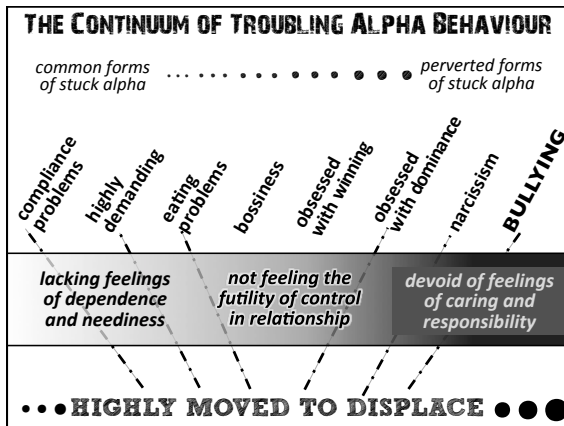 THE CONTINUUM OF TROUBLING ALPHA BEHAVIOUR
common forms
of stuck alpha
perverted forms
of stuck alpha
compliance
problems
highly
demanding
eating
problems
bossiness
obsessed
with winning
obsessed
with dominance
narcissism
BULLYING
lacking feelings
of dependence
and neediness
not feeling the
futility of control
in relationship
devoid of feelings
of caring and
responsibility
HIGHLY MOVED TO DISPLACE